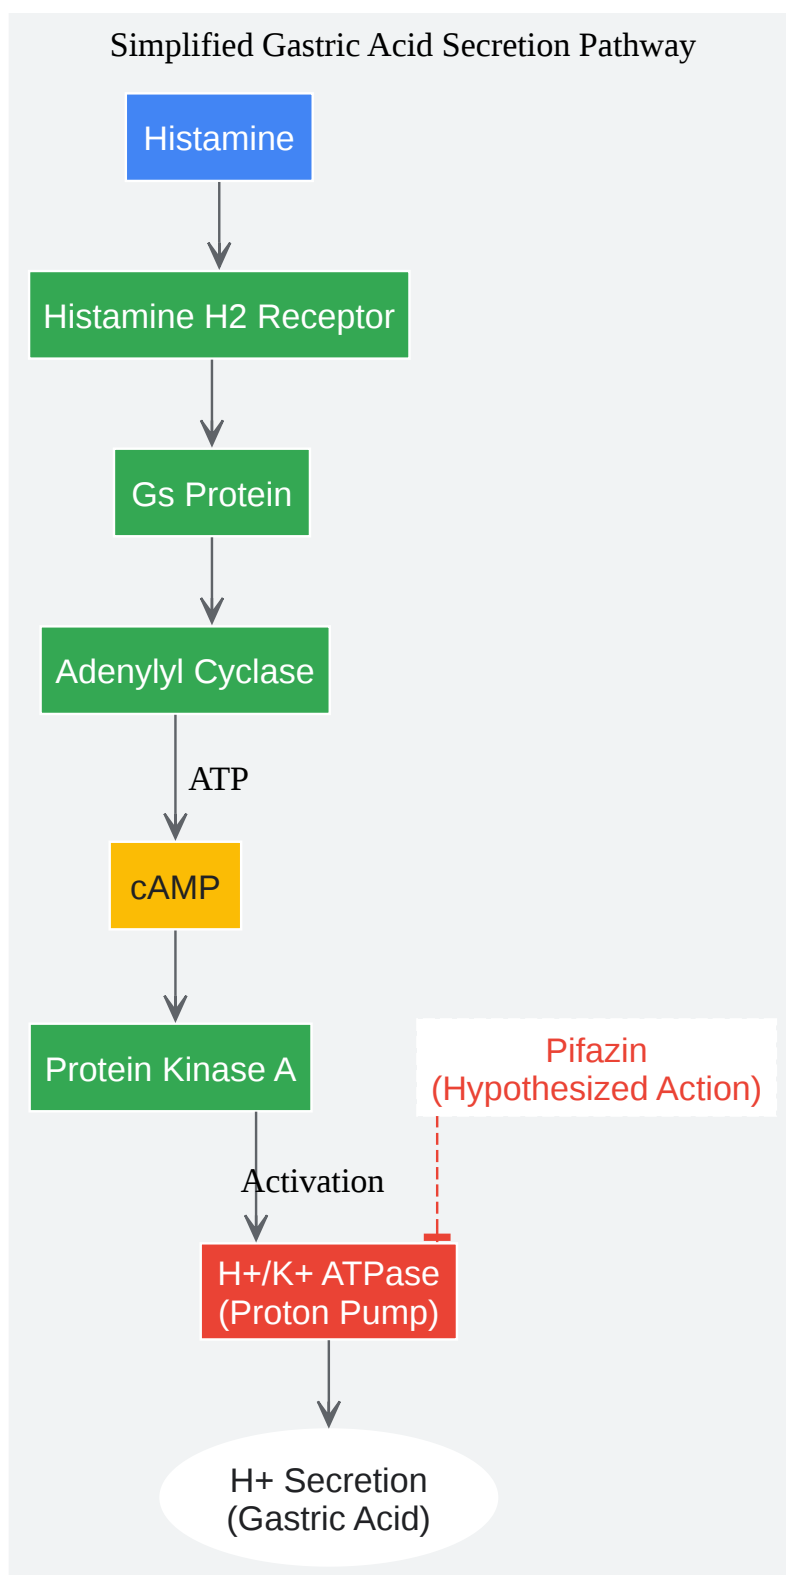 Simplified Gastric Acid Secretion Pathway
Histamine
Histamine H2 Receptor
Gs Protein
Adenylyl Cyclase
ATP
cAMP
Protein Kinase A
Pifazin
(Hypothesized Action)
Activation
H+/K+ ATPase
(Proton Pump)
H+ Secretion
(Gastric Acid)